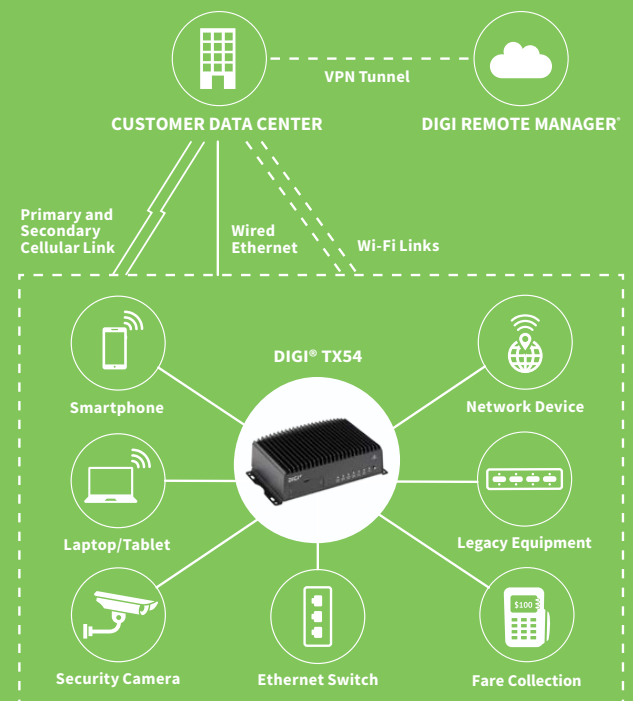 VPN Tunnel
CUSTOMER DATA CENTER
DIGI REMOTE MANAGER®
Primary and
Secondary
Cellular Link
Wired
Ethernet
Wi-Fi Links
DIGI® TX54
Smartphone
Network Device
DIGI
Laptop/Tablet
Legacy Equipment
$100
Security Camera
Ethernet Switch
Fare Collection